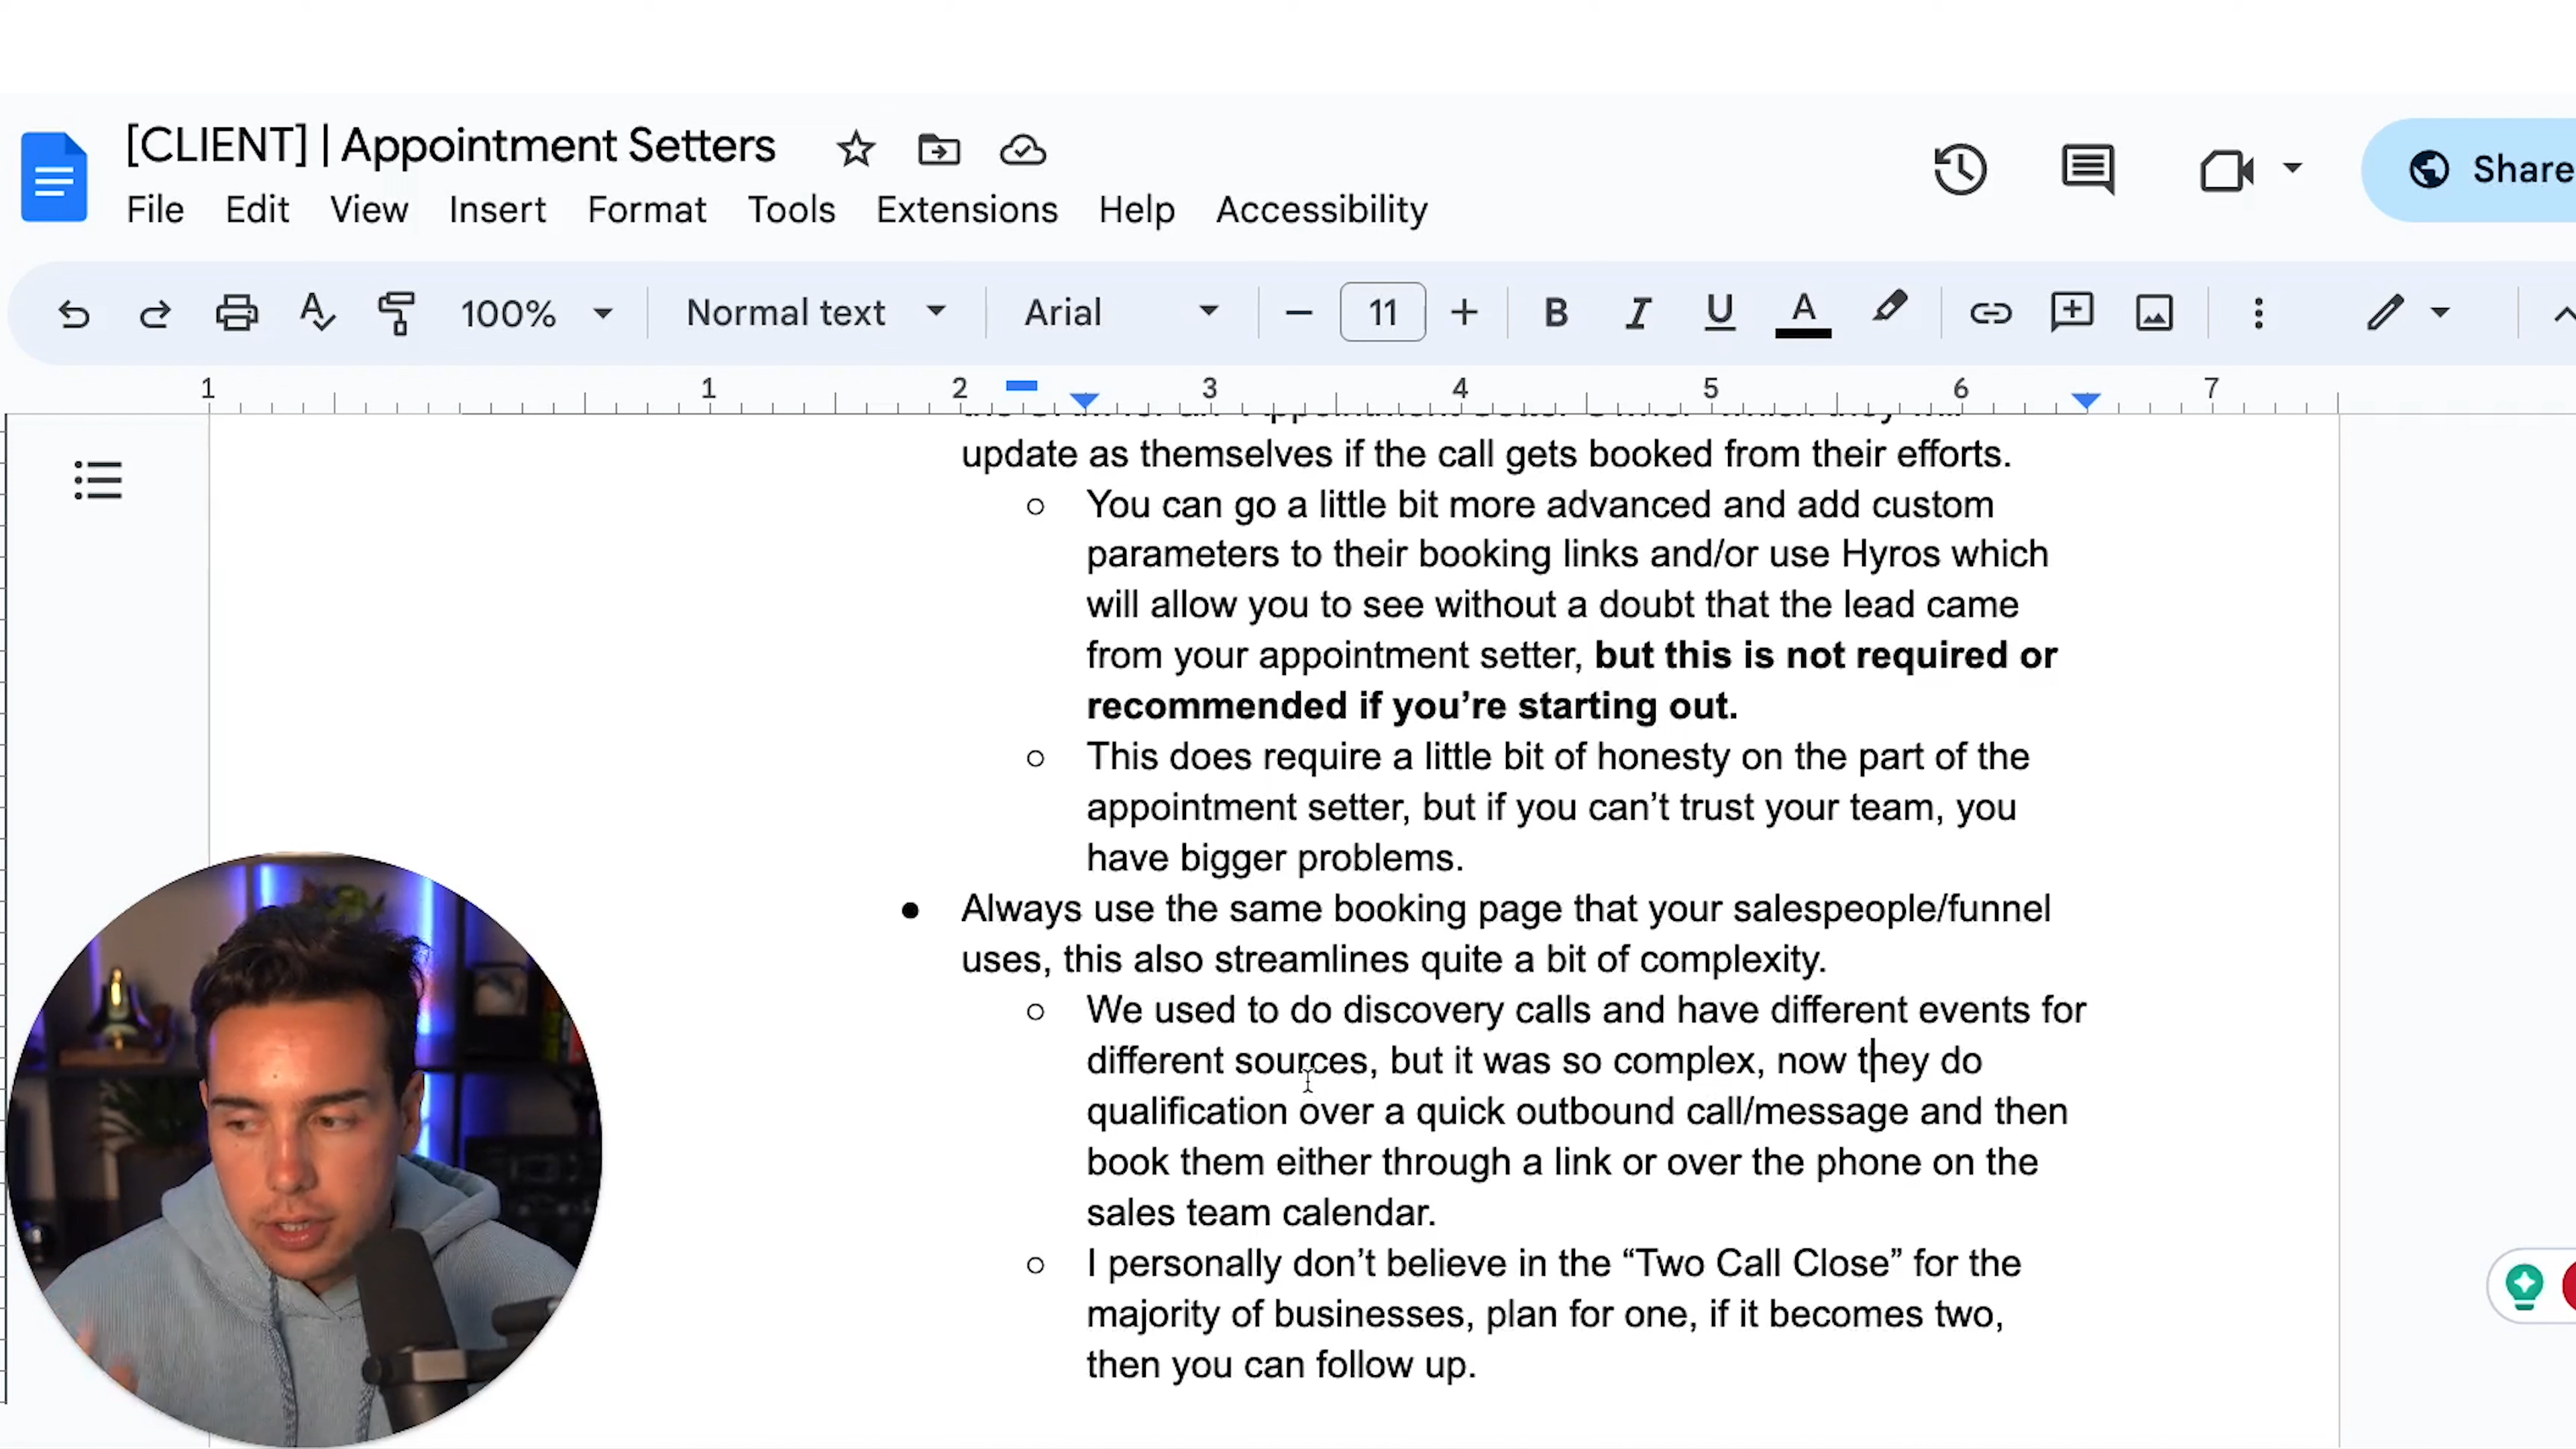 [CLIENT] | Appointment Setters
File Edit View Insert Format Tools Extensions Help Accessibility
Share
100% Normal text Arial 11 B I U A
1 1 2 3 4 5 6 7
update as themselves if the call gets booked from their efforts.
○ You can go a little bit more advanced and add custom
parameters to their booking links and/or use Hyros which
will allow you to see without a doubt that the lead came
from your appointment setter, but this is not required or
recommended if you’re starting out.
○ This does require a little bit of honesty on the part of the
appointment setter, but if you can’t trust your team, you
have bigger problems.
● Always use the same booking page that your salespeople/funnel
uses, this also streamlines quite a bit of complexity.
○ We used to do discovery calls and have different events for
different sources, but it was so complex, now they do
qualification over a quick outbound call/message and then
book them either through a link or over the phone on the
sales team calendar.
○ I personally don’t believe in the “Two Call Close” for the
majority of businesses, plan for one, if it becomes two,
then you can follow up.